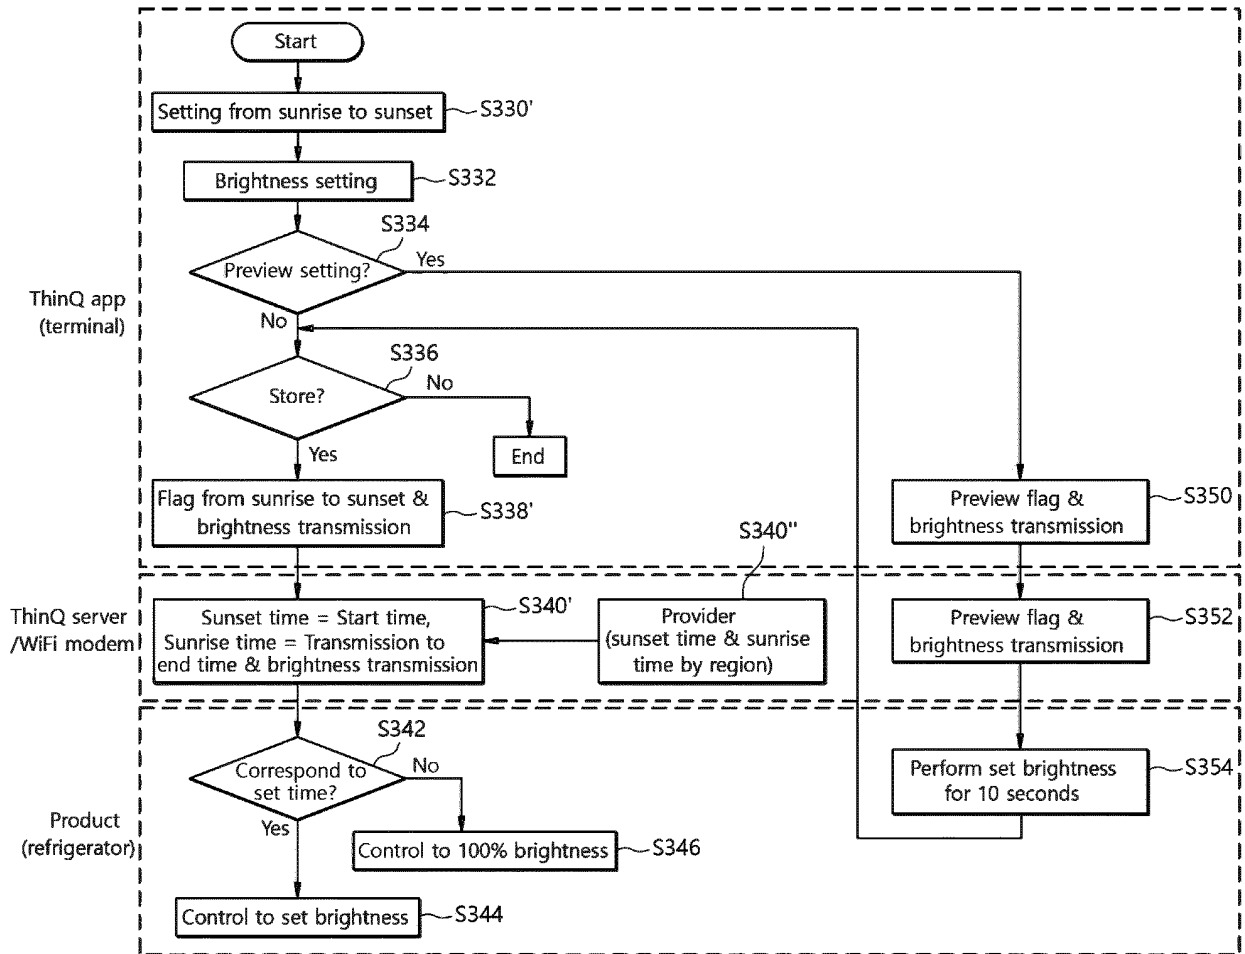 Start
Setting from sunrise to sunset
S330'
Brightness setting
S332
S334
Preview setting?
Yes
No
ThinQ app
(terminal)
S336
Store?
No
Yes
End
Flag from sunrise to sunset &
brightness transmission
S338'
Preview flag &
brightness transmission
S350
S340''
ThinQ server
/WiFi modem
Sunset time = Start time,
Sunrise time = Transmission to
end time & brightness transmission
S340'
Provider
(sunset time & sunrise
time by region)
Preview flag &
brightness transmission
S352
S342
Correspond to
set time?
No
Yes
Perform set brightness
for 10 seconds
S354
Product
(refrigerator)
Control to 100% brightness
S346
Control to set brightness
S344